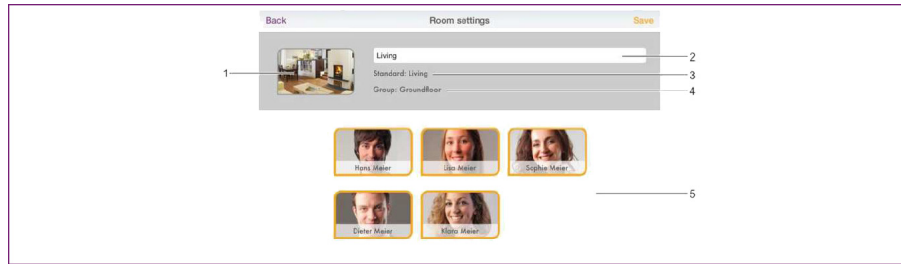 Back Room settings Save
Living
2
1
Standard: Living
3
Group: Groundfloor
4
Hans Meier Lisa Meier Sophie Meier
5
Dieter Meier Klara Meier